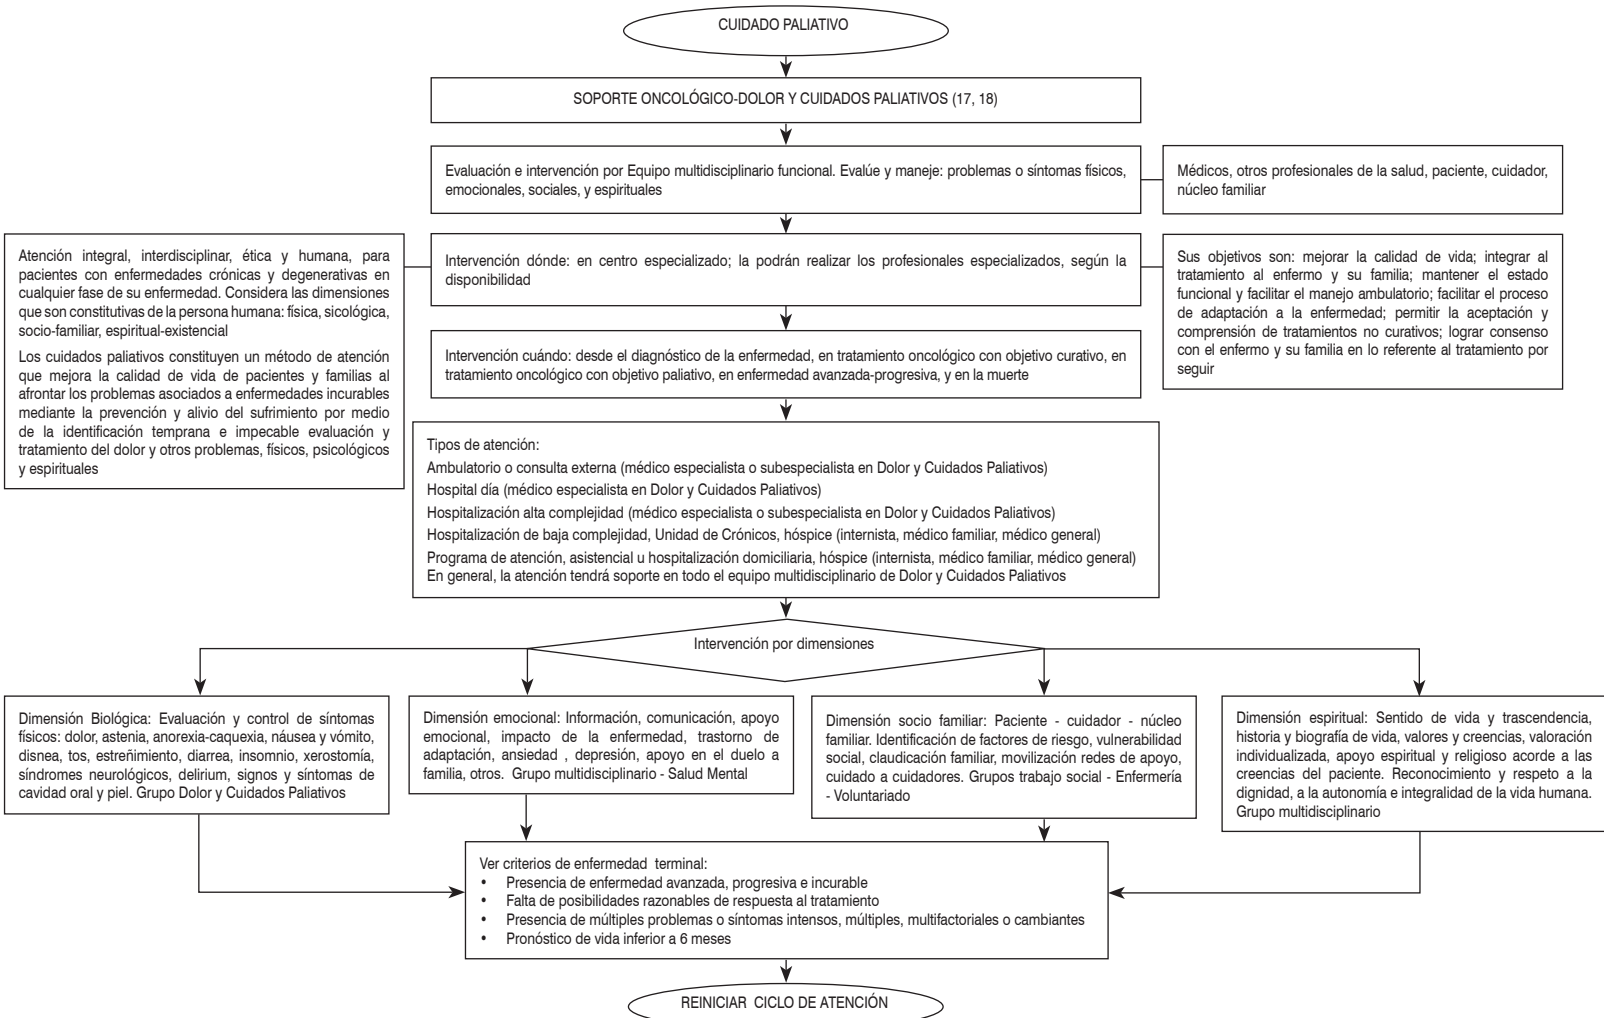 CUIDADO PALIATIVO
SOPORTE ONCOLÓGICO-DOLOR Y CUIDADOS PALIATIVOS (17, 18)
Evaluación e intervención por Equipo multidisciplinario funcional. Evalúe y maneje: problemas o síntomas físicos,
emocionales, sociales, y espirituales
Médicos, otros profesionales de la salud, paciente, cuidador,
núcleo familiar
Atención integral, interdisciplinar, ética y humana, para
pacientes con enfermedades crónicas y degenerativas en
cualquier fase de su enfermedad. Considera las dimensiones
que son constitutivas de la persona humana: física, sicológica,
socio-familiar, espiritual-existencial
Los cuidados paliativos constituyen un método de atención
que mejora la calidad de vida de pacientes y familias al
afrontar los problemas asociados a enfermedades incurables
mediante la prevención y alivio del sufrimiento por medio
de la identificación temprana e impecable evaluación y
tratamiento del dolor y otros problemas, físicos, psicológicos
y espirituales
Intervención dónde: en centro especializado; la podrán realizar los profesionales especializados, según la
disponibilidad
Sus objetivos son: mejorar la calidad de vida; integrar al
tratamiento al enfermo y su familia; mantener el estado
funcional y facilitar el manejo ambulatorio; facilitar el proceso
de adaptación a la enfermedad; permitir la aceptación y
comprensión de tratamientos no curativos; lograr consenso
con el enfermo y su familia en lo referente al tratamiento por
seguir
Intervención cuándo: desde el diagnóstico de la enfermedad, en tratamiento oncológico con objetivo curativo, en
tratamiento oncológico con objetivo paliativo, en enfermedad avanzada-progresiva, y en la muerte
Tipos de atención:
Ambulatorio o consulta externa (médico especialista o subespecialista en Dolor y Cuidados Paliativos)
Hospital día (médico especialista en Dolor y Cuidados Paliativos)
Hospitalización alta complejidad (médico especialista o subespecialista en Dolor y Cuidados Paliativos)
Hospitalización de baja complejidad, Unidad de Crónicos, hóspice (internista, médico familiar, médico general)
Programa de atención, asistencial u hospitalización domiciliaria, hóspice (internista, médico familiar, médico general)
En general, la atención tendrá soporte en todo el equipo multidisciplinario de Dolor y Cuidados Paliativos
Intervención por dimensiones
Dimensión Biológica: Evaluación y control de síntomas
físicos: dolor, astenia, anorexia-caquexia, náusea y vómito,
disnea, tos, estreñimiento, diarrea, insomnio, xerostomía,
síndromes neurológicos, delirium, signos y síntomas de
cavidad oral y piel. Grupo Dolor y Cuidados Paliativos
Dimensión emocional: Información, comunicación, apoyo
emocional, impacto de la enfermedad, trastorno de
adaptación, ansiedad , depresión, apoyo en el duelo a
familia, otros. Grupo multidisciplinario - Salud Mental
Dimensión socio familiar: Paciente - cuidador - núcleo
familiar. Identificación de factores de riesgo, vulnerabilidad
social, claudicación familiar, movilización redes de apoyo,
cuidado a cuidadores. Grupos trabajo social - Enfermería
- Voluntariado
Dimensión espiritual: Sentido de vida y trascendencia,
historia y biografía de vida, valores y creencias, valoración
individualizada, apoyo espiritual y religioso acorde a las
creencias del paciente. Reconocimiento y respeto a la
dignidad, a la autonomía e integralidad de la vida humana.
Grupo multidisciplinario
Ver criterios de enfermedad terminal:
• Presencia de enfermedad avanzada, progresiva e incurable
• Falta de posibilidades razonables de respuesta al tratamiento
• Presencia de múltiples problemas o síntomas intensos, múltiples, multifactoriales o cambiantes
• Pronóstico de vida inferior a 6 meses
REINICIAR CICLO DE ATENCIÓN